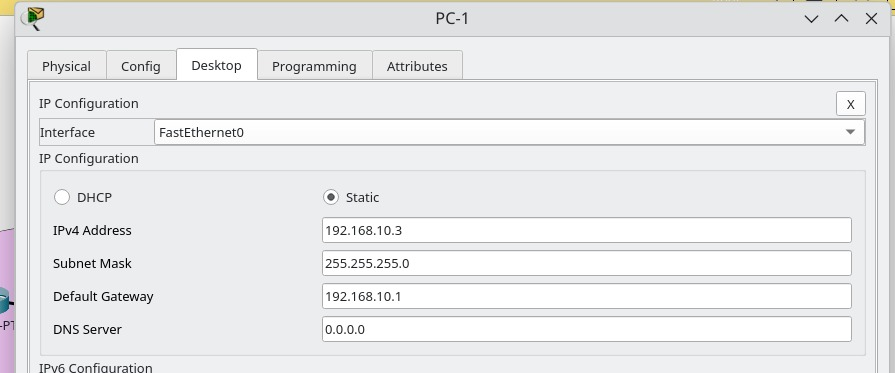 PC-1
Physical Config Desktop Programming Attributes
IP Configuration X
Interface FastEthernet0
IP Configuration
DHCP Static
IPv4 Address 192.168.10.3
Subnet Mask 255.255.255.0
Default Gateway 192.168.10.1
DNS Server 0.0.0.0
-PT
IPv6 Configuration